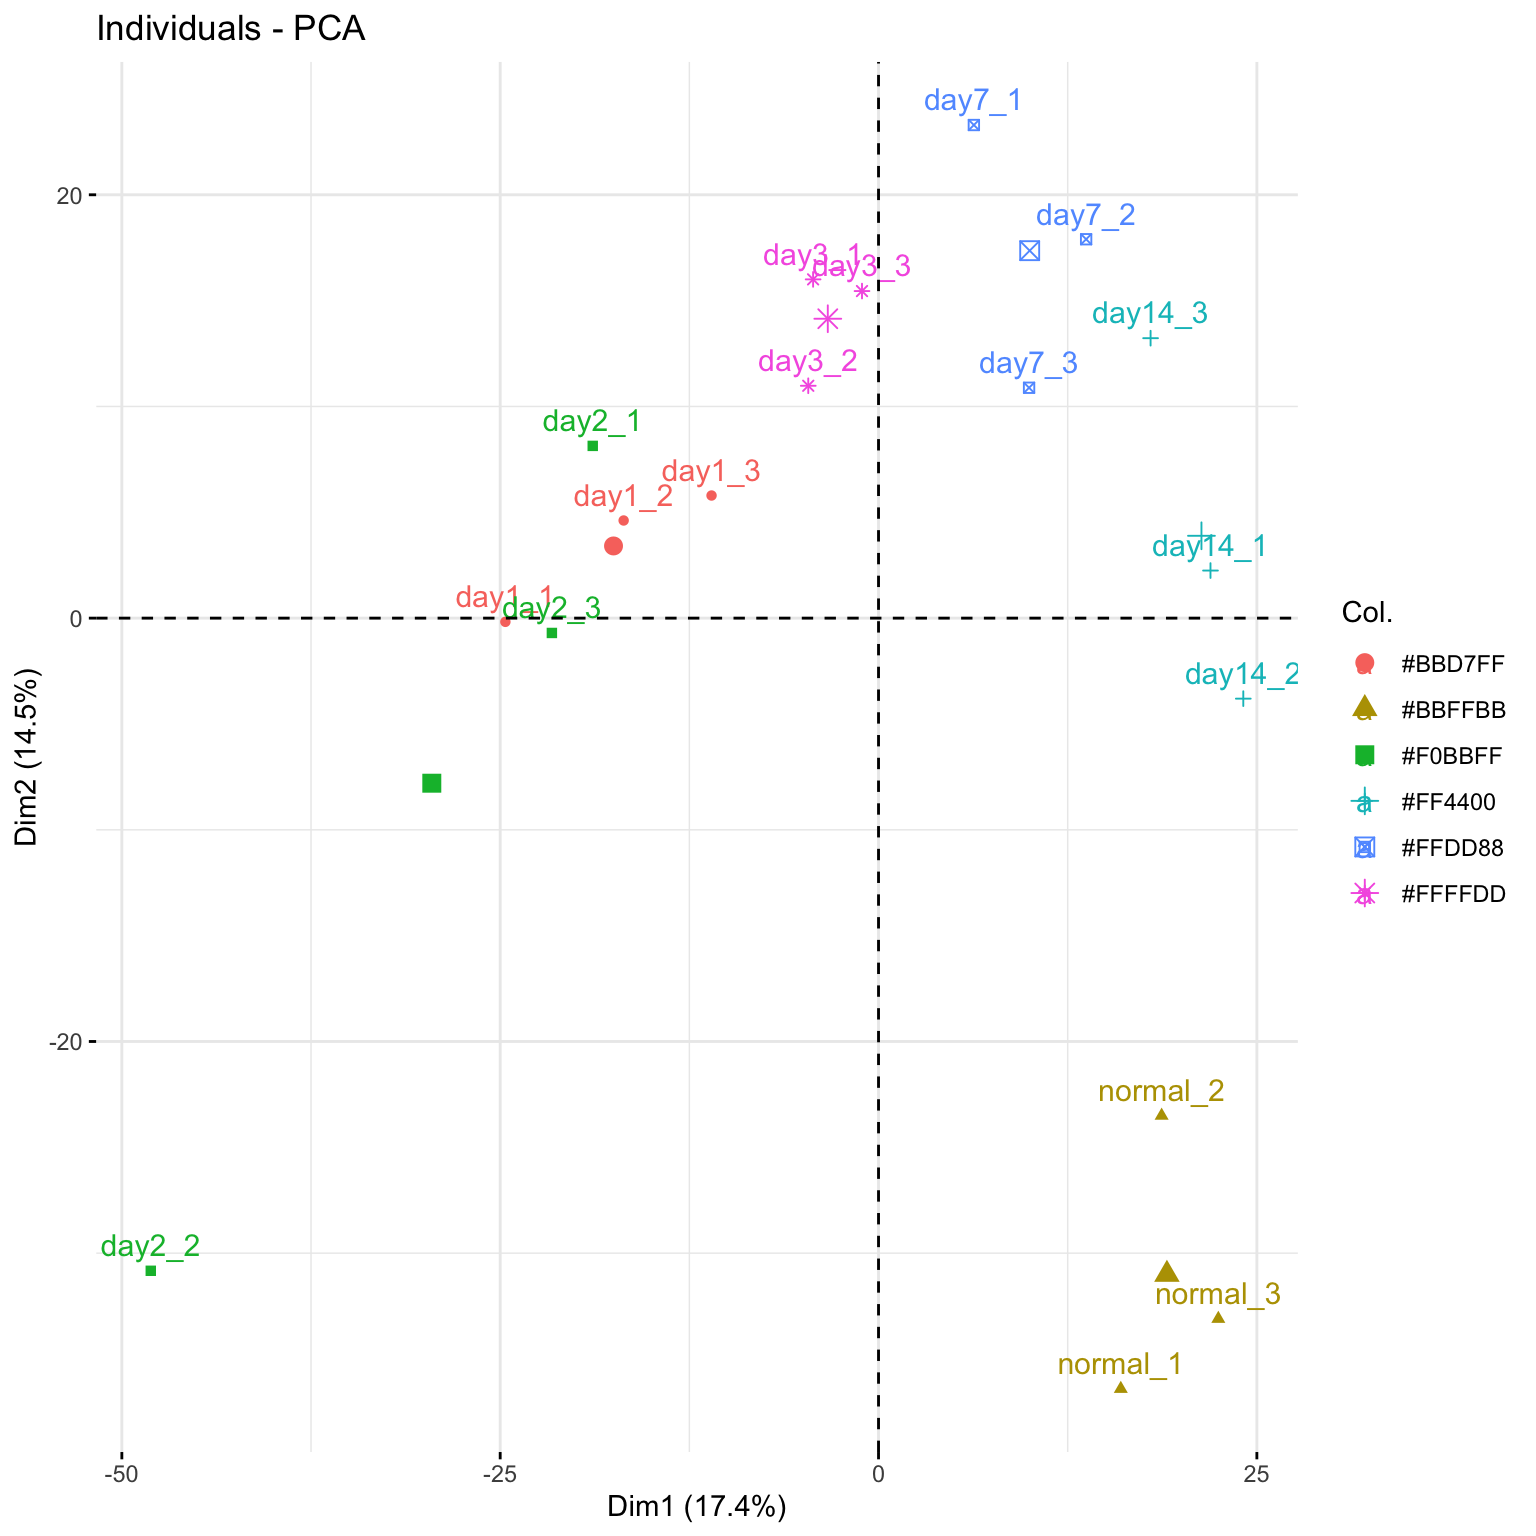 Individuals - PCA
day7_1
20
day7_2
day3_1
day3_3
day14_3
day3_2
day7_3
day2_1
day1_3
day1_2
day14_1
day1_1
day2_3
0
Col.
day14_2
#BBD7FF
#BBFFBB
#F0BBFF
#FF4400
#FFDD88
#FFFFDD
Dim2 (14.5%)
-20
normal_2
day2_2
normal_3
normal_1
-50
-25
0
25
Dim1 (17.4%)